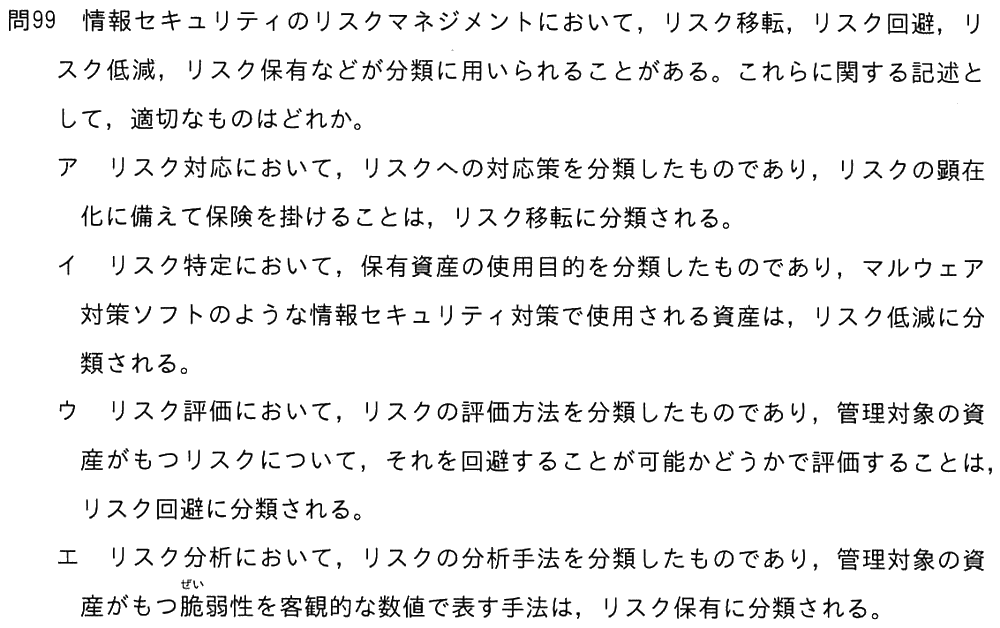 問99 情報セキュリティのリスクマネジメントにおいて，リスク移転，リスク回避，リ
スク低減，リスク保有などが分類に用いられることがある。これらに関する記述と
して，適切なものはどれか。
ア リスク対応において，リスクへの対応策を分類したものであり，リスクの顕在
化に備えて保険を掛けることは，リスク移転に分類される。
イ リスク特定において，保有資産の使用目的を分類したものであり，マルウェア
対策ソフトのような情報セキュリティ対策で使用される資産は，リスク低減に分
類される。
ウ リスク評価において，リスクの評価方法を分類したものであり，管理対象の資
産がもつリスクについて，それを回避することが可能かどうかで評価することは，
リスク回避に分類される。
エ リスク分析において，リスクの分析手法を分類したものであり，管理対象の資
ぜい
産がもつ脆弱性を客観的な数値で表す手法は，リスク保有に分類される。